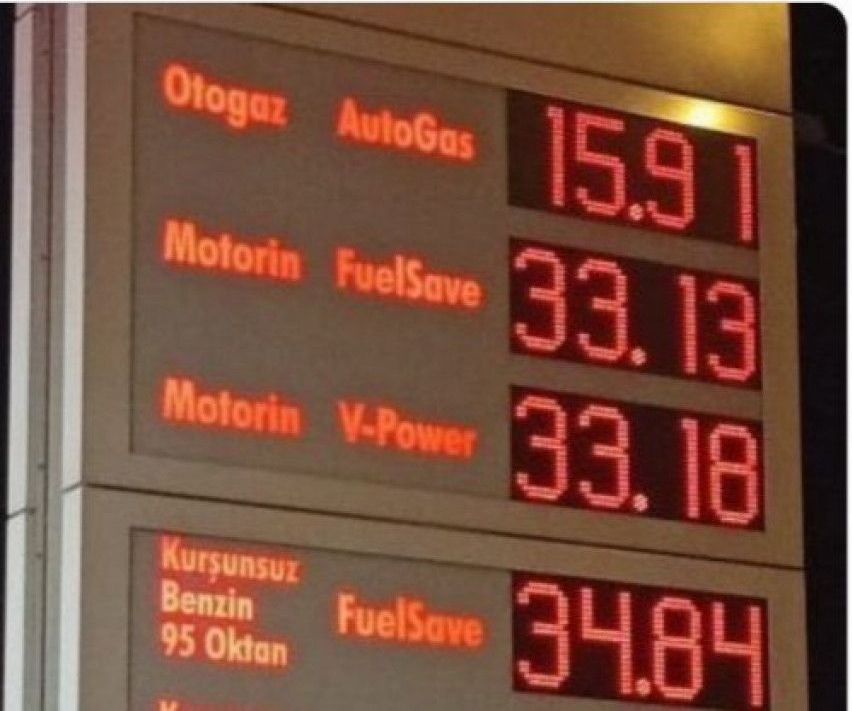 Otogaz AutoGas 15.91
Motorin FuelSave 33.13
Motorin V-Power 33.18
Kurşunsuz
Benzin FuelSave 34.84
95 Oktan